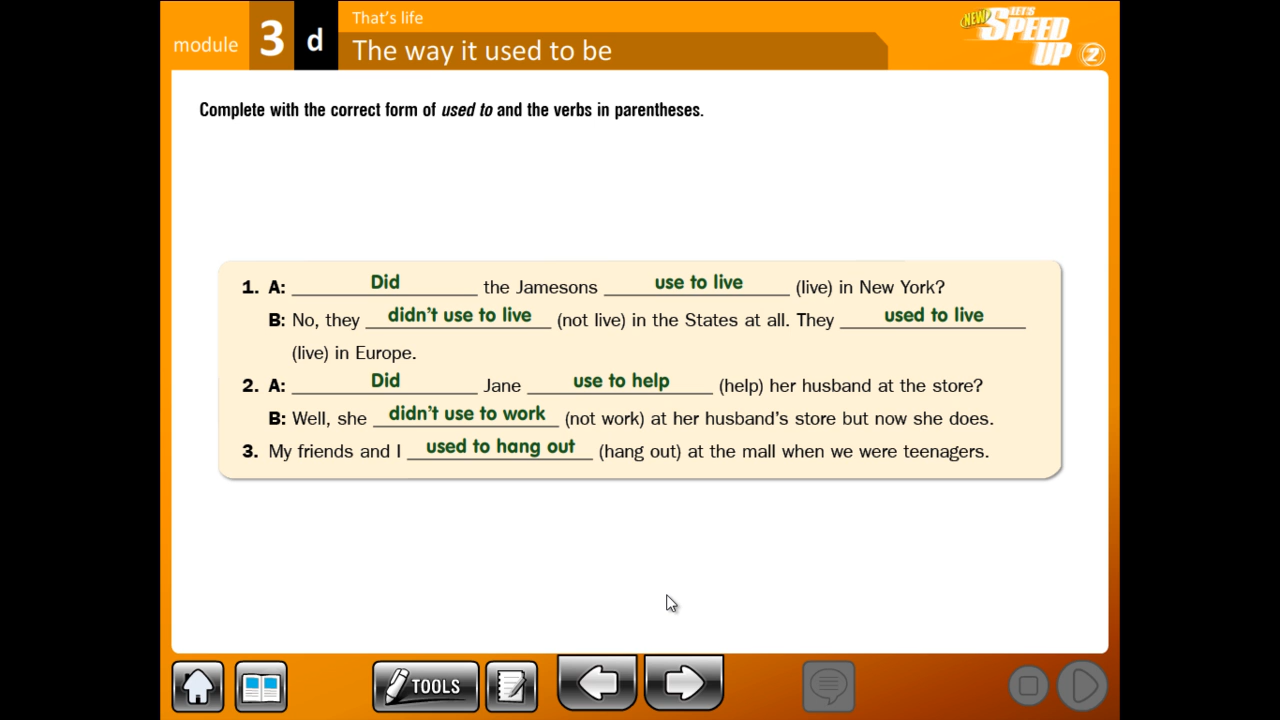 That's life
module 3 d The way it used to be
NEW LET'S SPEED UP 2
Complete with the correct form of used to and the verbs in parentheses.
1. A: Did the Jamesons use to live (live) in New York?
B: No, they didn't use to live (not live) in the States at all. They used to live
(live) in Europe.
2. A: Did Jane use to help (help) her husband at the store?
B: Well, she didn't use to work (not work) at her husband's store but now she does.
3. My friends and I used to hang out (hang out) at the mall when we were teenagers.
TOOLS